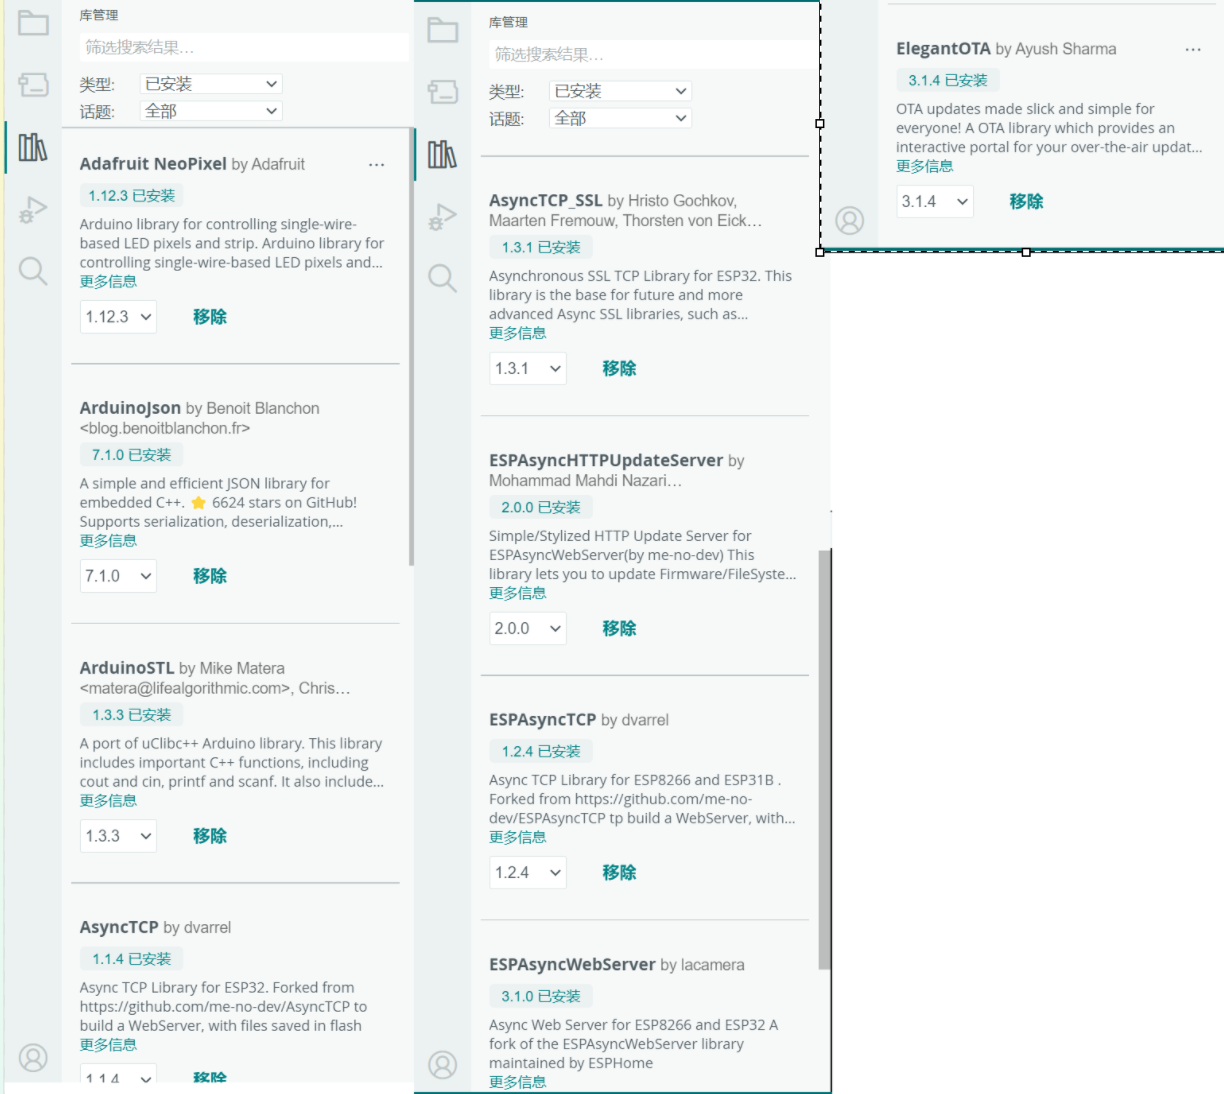 库管理
筛选搜索结果...
类型: 已安装
话题: 全部
Adafruit NeoPixel by Adafruit ...
1.12.3 已安装
Arduino library for controlling single-wire-
based LED pixels and strip. Arduino library for
controlling single-wire-based LED pixels and...
更多信息
1.12.3 移除
ArduinoJson by Benoit Blanchon
<blog.benoitblanchon.fr>
7.1.0 已安装
A simple and efficient JSON library for
embedded C++. ⭐ 6624 stars on GitHub!
Supports serialization, deserialization,...
更多信息
7.1.0 移除
ArduinoSTL by Mike Matera
<matera@lifealgorithmic.com>, Chris...
1.3.3 已安装
A port of uClibc++ Arduino library. This library
includes important C++ functions, including
cout and cin, printf and scanf. It also include...
更多信息
1.3.3 移除
AsyncTCP by dvarrel
1.1.4 已安装
Async TCP Library for ESP32. Forked from
https://github.com/me-no-dev/AsyncTCP to
build a WebServer, with files saved in flash
更多信息
1.1.4 移除
库管理
筛选搜索结果...
类型: 已安装
话题: 全部
AsyncTCP_SSL by Hristo Gochkov,
Maarten Fremouw, Thorsten von Eick...
1.3.1 已安装
Asynchronous SSL TCP Library for ESP32. This
library is the base for future and more
advanced Async SSL libraries, such as...
更多信息
1.3.1 移除
ESPAsyncHTTPUpdateServer by
Mohammad Mahdi Nazari...
2.0.0 已安装
Simple/Stylized HTTP Update Server for
ESPAsyncWebServer(by me-no-dev) This
library lets you to update Firmware/FileSyste...
更多信息
2.0.0 移除
ESPAsyncTCP by dvarrel
1.2.4 已安装
Async TCP Library for ESP8266 and ESP31B .
Forked from https://github.com/me-no-
dev/ESPAsyncTCP tp build a WebServer, with...
更多信息
1.2.4 移除
ESPAsyncWebServer by lacamera
3.1.0 已安装
Async Web Server for ESP8266 and ESP32 A
fork of the ESPAsyncWebServer library
maintained by ESPHome
更多信息
ElegantOTA by Ayush Sharma ...
3.1.4 已安装
OTA updates made slick and simple for
everyone! A OTA library which provides an
interactive portal for your over-the-air updat...
更多信息
3.1.4 移除